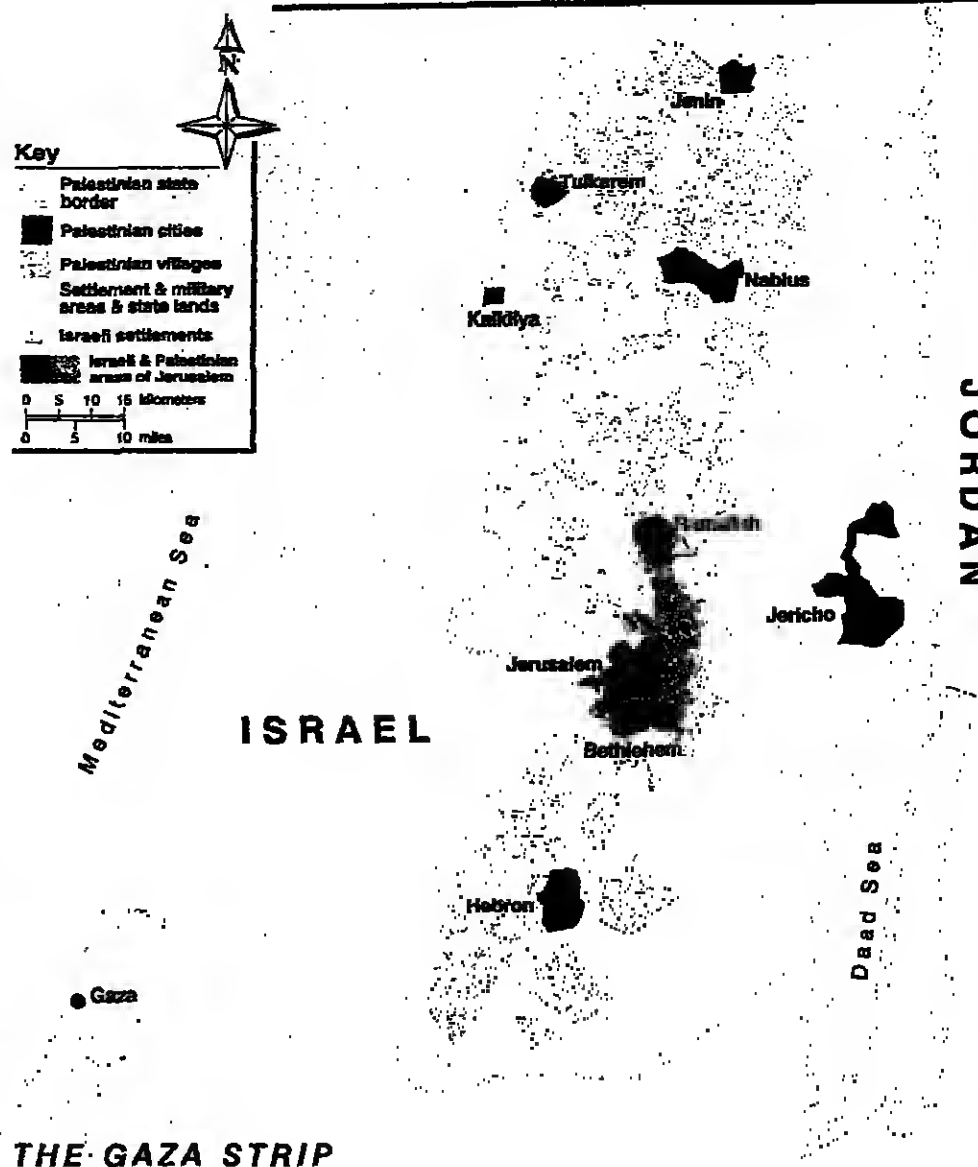 N
Key
Palestinian state
border
Palestinian cities
Palestinian villages
Settlement & military
areas & state lands
Israeli settlements
Israeli & Palestinian
areas of Jerusalem
0 5 10 15 kilometers
0 5 10 miles
Jenin
Tulkarem
Nablus
Kalkilya
JORDAN
Ramallah
Mediterranean Sea
Jericho
Jerusalem
ISRAEL
Bethlehem
Hebron
Daad Sea
Gaza
THE GAZA STRIP